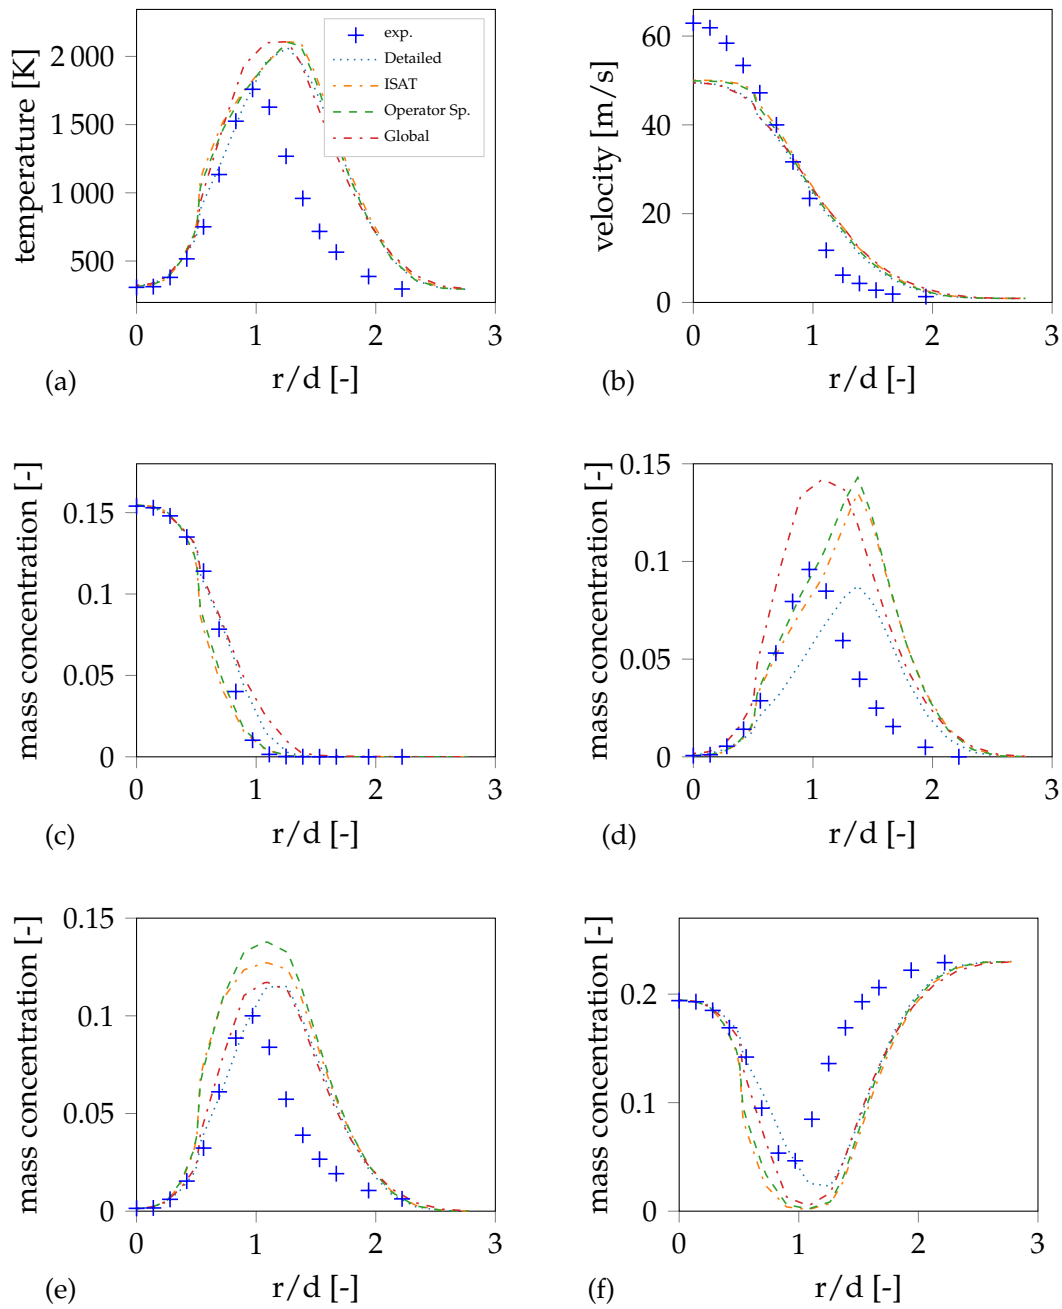 temperature [K]
2 000
1 500
1 000
500
0
1
2
3
r/d [-]
(a)
exp.
Detailed
ISAT
Operator Sp.
Global
velocity [m/s]
60
40
20
0
0
1
2
3
r/d [-]
(b)
mass concentration [-]
0.15
0.1
0.05
0
0
1
2
3
r/d [-]
(c)
mass concentration [-]
0.15
0.1
0.05
0
0
1
2
3
r/d [-]
(d)
mass concentration [-]
0.15
0.1
0.05
0
0
1
2
3
r/d [-]
(e)
mass concentration [-]
0.2
0.1
0
0
1
2
3
r/d [-]
(f)